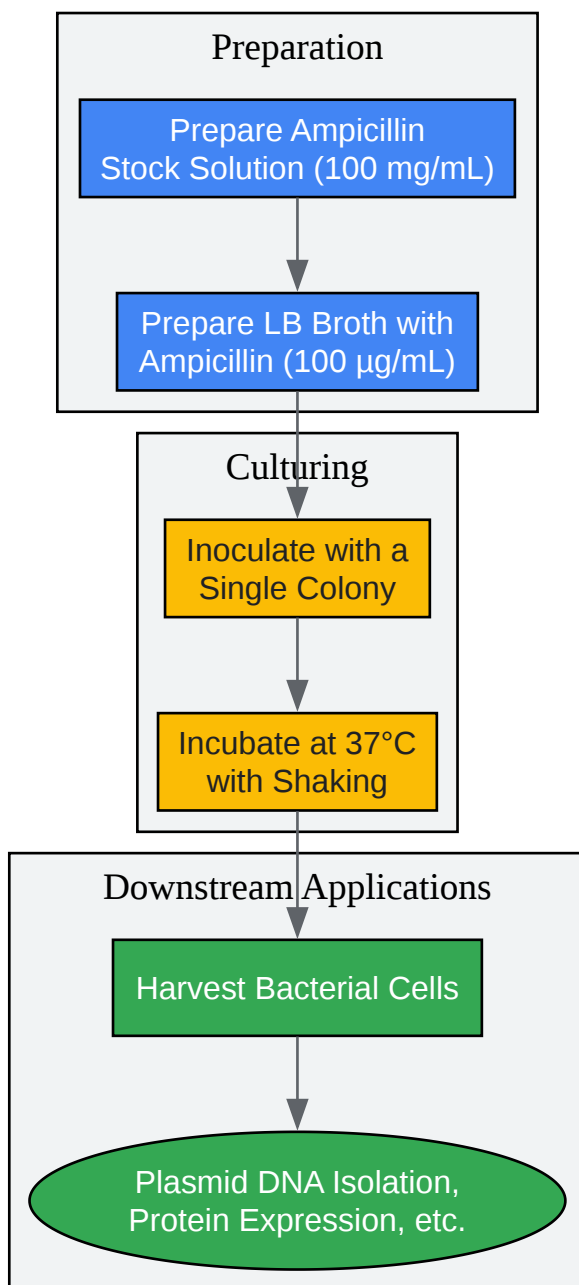 Preparation
Prepare Ampicillin
Stock Solution (100 mg/mL)
Prepare LB Broth with
Ampicillin (100 µg/mL)
Culturing
Inoculate with a
Single Colony
Incubate at 37°C
with Shaking
Downstream Applications
Harvest Bacterial Cells
Plasmid DNA Isolation,
Protein Expression, etc.